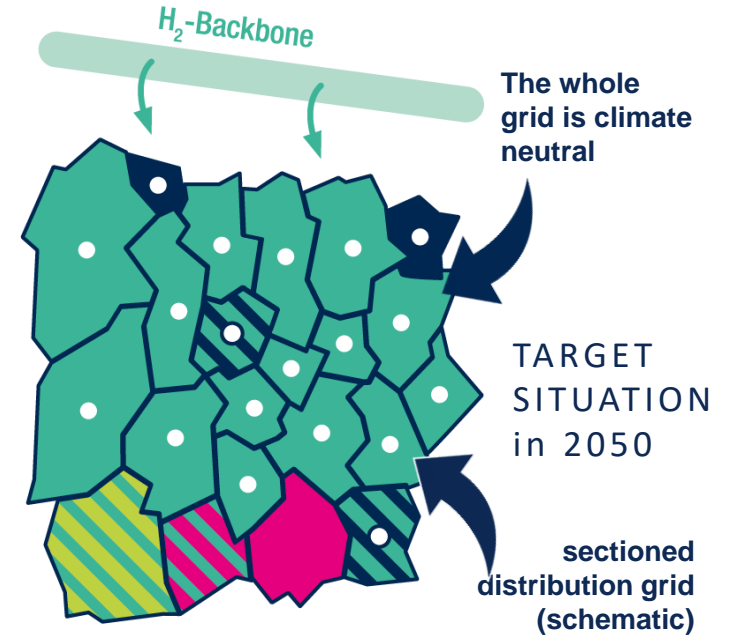 H₂-Backbone
The whole
grid is climate
neutral
TARGET
SITUATION
in 2050
sectioned
distribution grid
(schematic)